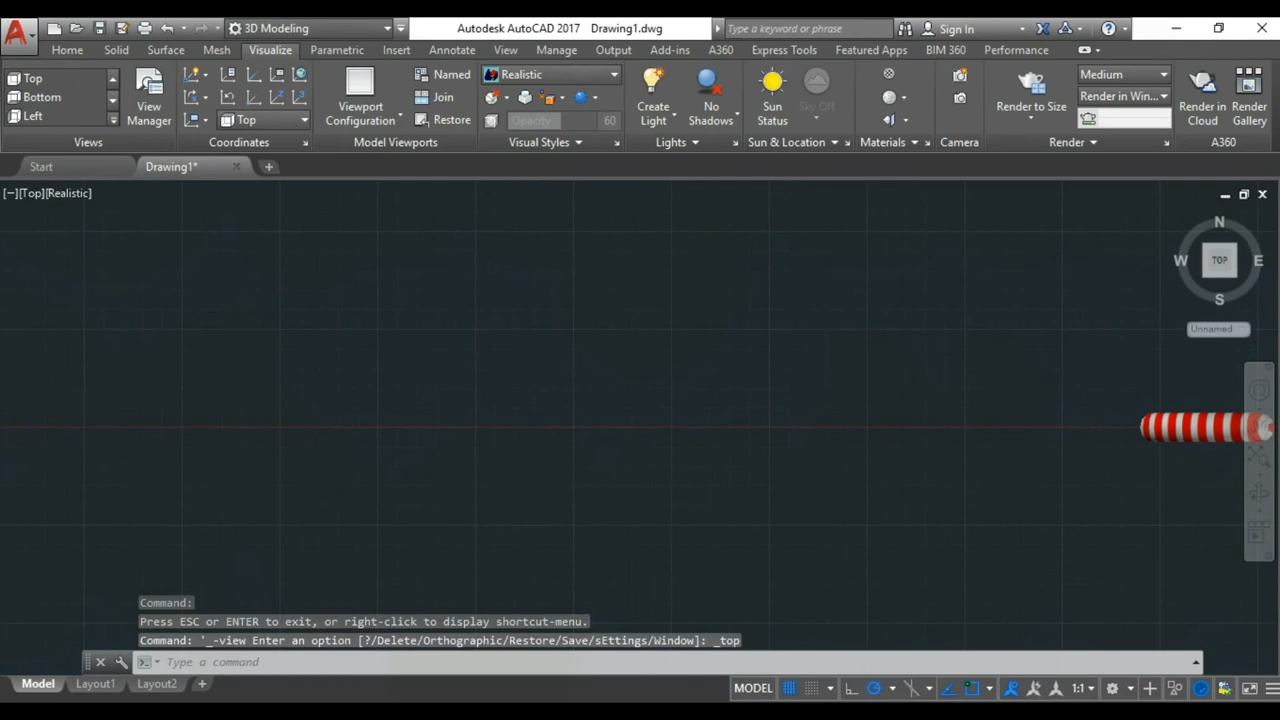 A 3D Modeling Autodesk AutoCAD 2017 Drawing1.dwg Type a keyword or phrase Sign In
Home Solid Surface Mesh Visualize Parametric Insert Annotate View Manage Output Add-ins A360 Express Tools Featured Apps BIM 360 Performance
Top
Bottom
Left
View
Manager
Views
Top
Coordinates
Viewport
Configuration
Named
Join
Restore
Model Viewports
Realistic
Opacity 60
Visual Styles
Create
Light
No
Shadows
Lights
Sun
Status
Sky Off
Sun & Location
Materials
Camera
Render to Size
Medium
Render in Win...
Render
Render in
Cloud
Render
Gallery
A360
Start Drawing1*
[−][Top][Realistic]
N
W TOP E
S
Unnamed
Command:
Press ESC or ENTER to exit, or right-click to display shortcut-menu.
Command: '_-view Enter an option [?/Delete/Orthographic/Restore/Save/sEttings/Window]: _top
Type a command
Model Layout1 Layout2 +
MODEL 1:1